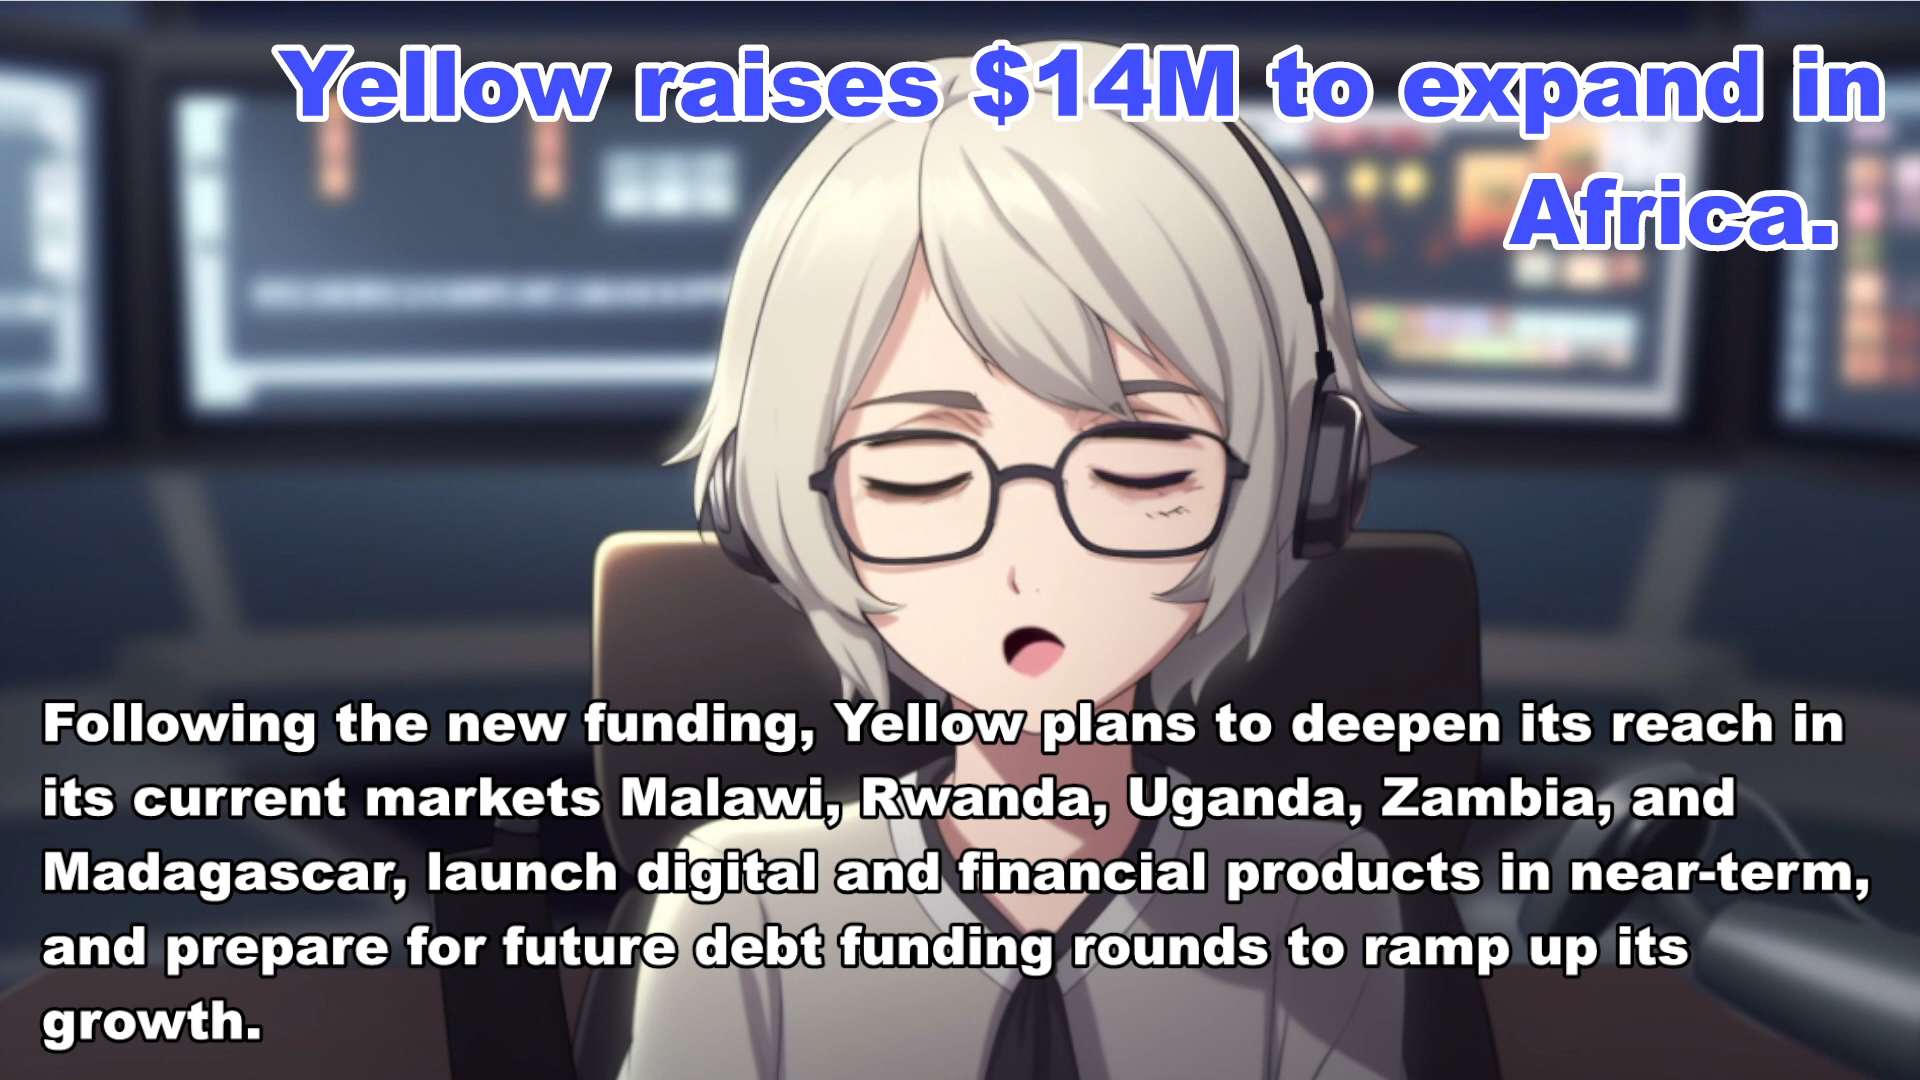 Yellow raises $14M to expand in
Africa.
Following the new funding, Yellow plans to deepen its reach in
its current markets Malawi, Rwanda, Uganda, Zambia, and
Madagascar, launch digital and financial products in near-term,
and prepare for future debt funding rounds to ramp up its
growth.